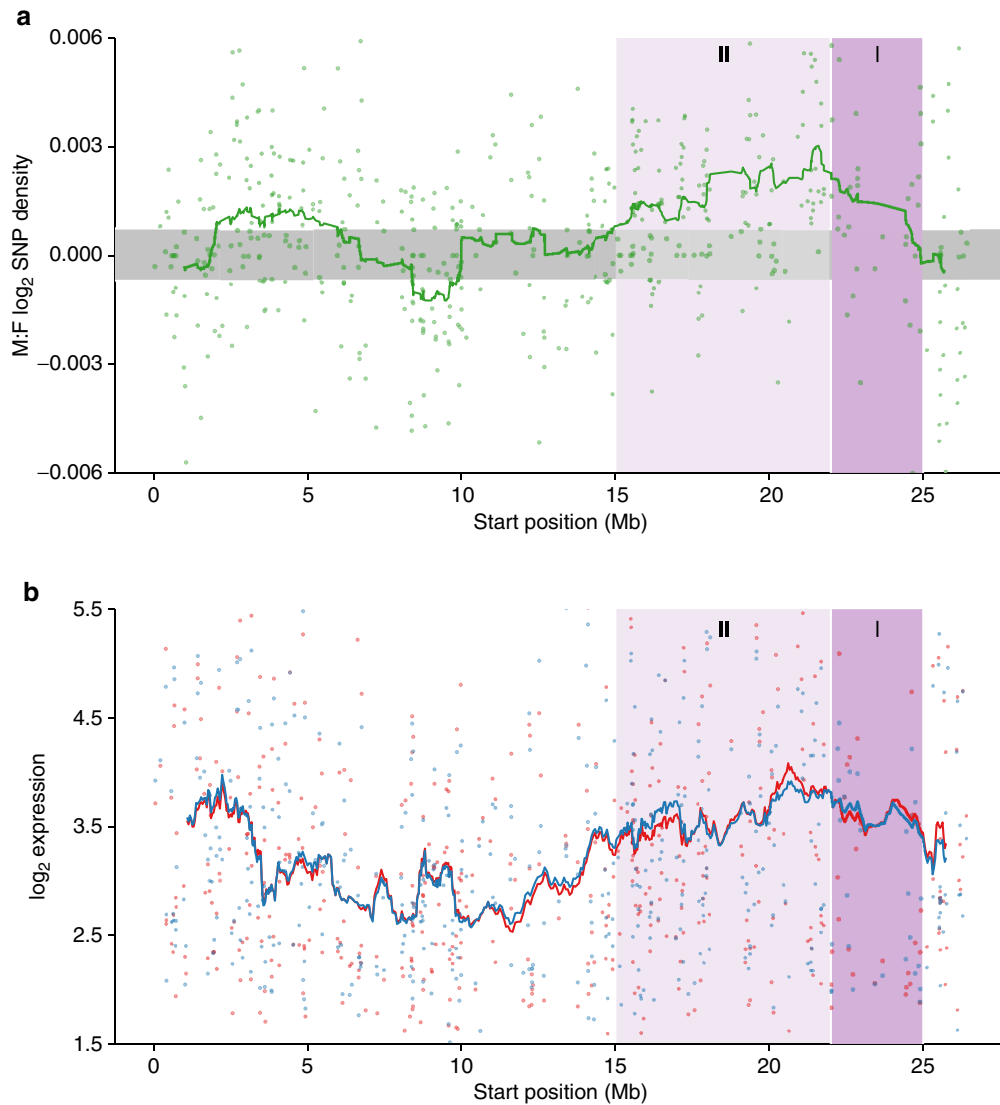 a
0.006
0.003
0.000
−0.003
−0.006
M:F log₂ SNP density
II
I
0
5
10
15
20
25
Start position (Mb)
b
5.5
4.5
3.5
2.5
1.5
log₂ expression
II
I
0
5
10
15
20
25
Start position (Mb)